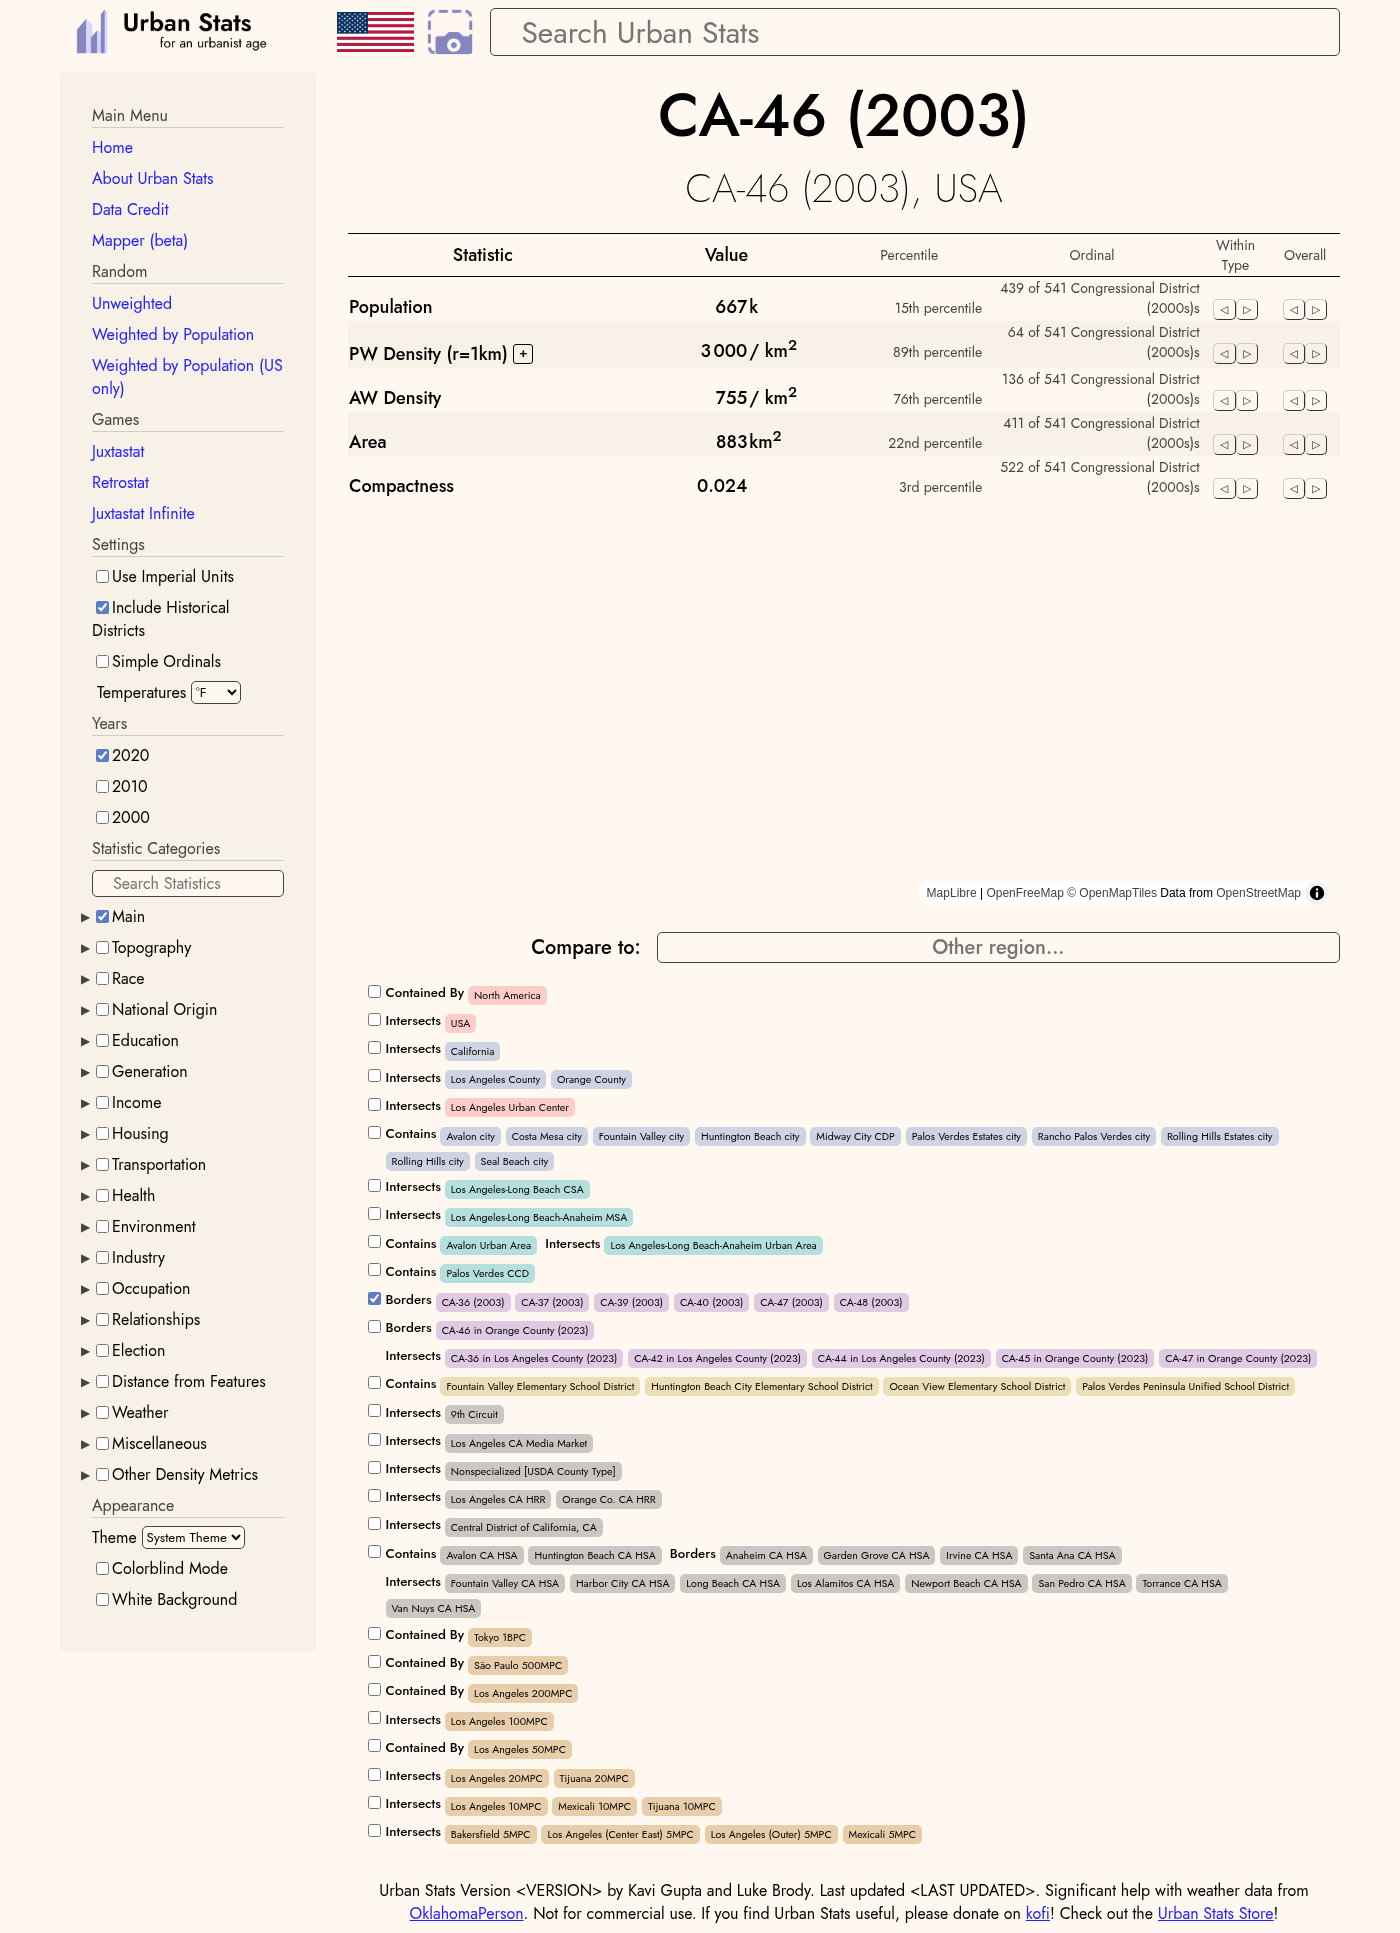 Urban Stats
for an urbanist age
Search Urban Stats
Main Menu
Home
About Urban Stats
Data Credit
Mapper (beta)
Random
Unweighted
Weighted by Population
Weighted by Population (US
only)
Games
Juxtastat
Retrostat
Juxtastat Infinite
Settings
Use Imperial Units
Include Historical
Districts
Simple Ordinals
Temperatures °F
Years
2020
2010
2000
Statistic Categories
Search Statistics
Main
Topography
Race
National Origin
Education
Generation
Income
Housing
Transportation
Health
Environment
Industry
Occupation
Relationships
Election
Distance from Features
Weather
Miscellaneous
Other Density Metrics
Appearance
Theme System Theme
Colorblind Mode
White Background
CA-46 (2003)
CA-46 (2003), USA
Statistic Value Percentile Ordinal Within Type Overall
Population 667k 15th percentile 439 of 541 Congressional District (2000s)s
PW Density (r=1km) + 3 000 / km2 89th percentile 64 of 541 Congressional District (2000s)s
AW Density 755 / km2 76th percentile 136 of 541 Congressional District (2000s)s
Area 883 km2 22nd percentile 411 of 541 Congressional District (2000s)s
Compactness 0.024 3rd percentile 522 of 541 Congressional District (2000s)s
MapLibre | OpenFreeMap © OpenMapTiles Data from OpenStreetMap
Compare to: Other region...
Contained By North America
Intersects USA
Intersects California
Intersects Los Angeles County Orange County
Intersects Los Angeles Urban Center
Contains Avalon city Costa Mesa city Fountain Valley city Huntington Beach city Midway City CDP Palos Verdes Estates city Rancho Palos Verdes city Rolling Hills Estates city
Rolling Hills city Seal Beach city
Intersects Los Angeles-Long Beach CSA
Intersects Los Angeles-Long Beach-Anaheim MSA
Contains Avalon Urban Area Intersects Los Angeles-Long Beach-Anaheim Urban Area
Contains Palos Verdes CCD
Borders CA-36 (2003) CA-37 (2003) CA-39 (2003) CA-40 (2003) CA-47 (2003) CA-48 (2003)
Borders CA-46 in Orange County (2023)
Intersects CA-36 in Los Angeles County (2023) CA-42 in Los Angeles County (2023) CA-44 in Los Angeles County (2023) CA-45 in Orange County (2023) CA-47 in Orange County (2023)
Contains Fountain Valley Elementary School District Huntington Beach City Elementary School District Ocean View Elementary School District Palos Verdes Peninsula Unified School District
Intersects 9th Circuit
Intersects Los Angeles CA Media Market
Intersects Nonspecialized [USDA County Type]
Intersects Los Angeles CA HRR Orange Co. CA HRR
Intersects Central District of California, CA
Contains Avalon CA HSA Huntington Beach CA HSA Borders Anaheim CA HSA Garden Grove CA HSA Irvine CA HSA Santa Ana CA HSA
Intersects Fountain Valley CA HSA Harbor City CA HSA Long Beach CA HSA Los Alamitos CA HSA Newport Beach CA HSA San Pedro CA HSA Torrance CA HSA
Van Nuys CA HSA
Contained By Tokyo 1BPC
Contained By São Paulo 500MPC
Contained By Los Angeles 200MPC
Intersects Los Angeles 100MPC
Contained By Los Angeles 50MPC
Intersects Los Angeles 20MPC Tijuana 20MPC
Intersects Los Angeles 10MPC Mexicali 10MPC Tijuana 10MPC
Intersects Bakersfield 5MPC Los Angeles (Center East) 5MPC Los Angeles (Outer) 5MPC Mexicali 5MPC
Urban Stats Version <VERSION> by Kavi Gupta and Luke Brody. Last updated <LAST UPDATED>. Significant help with weather data from
OklahomaPerson. Not for commercial use. If you find Urban Stats useful, please donate on kofi! Check out the Urban Stats Store!